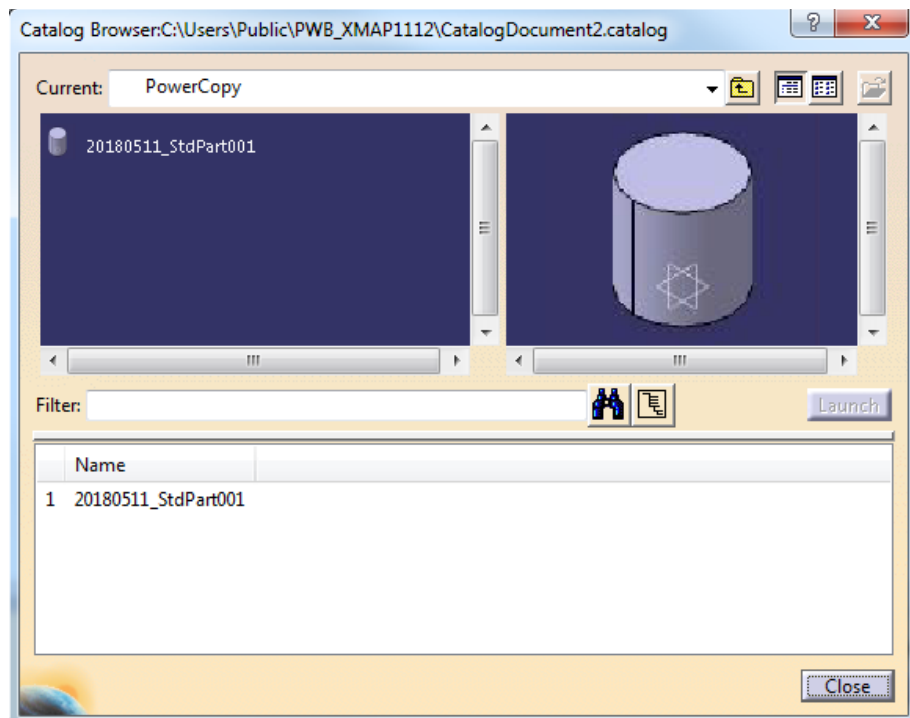 Catalog Browser:C:\Users\Public\PWB_XMAP1112\CatalogDocument2.catalog
Current: PowerCopy
20180511_StdPart001
Filter:
Launch
Name
1 20180511_StdPart001
Close